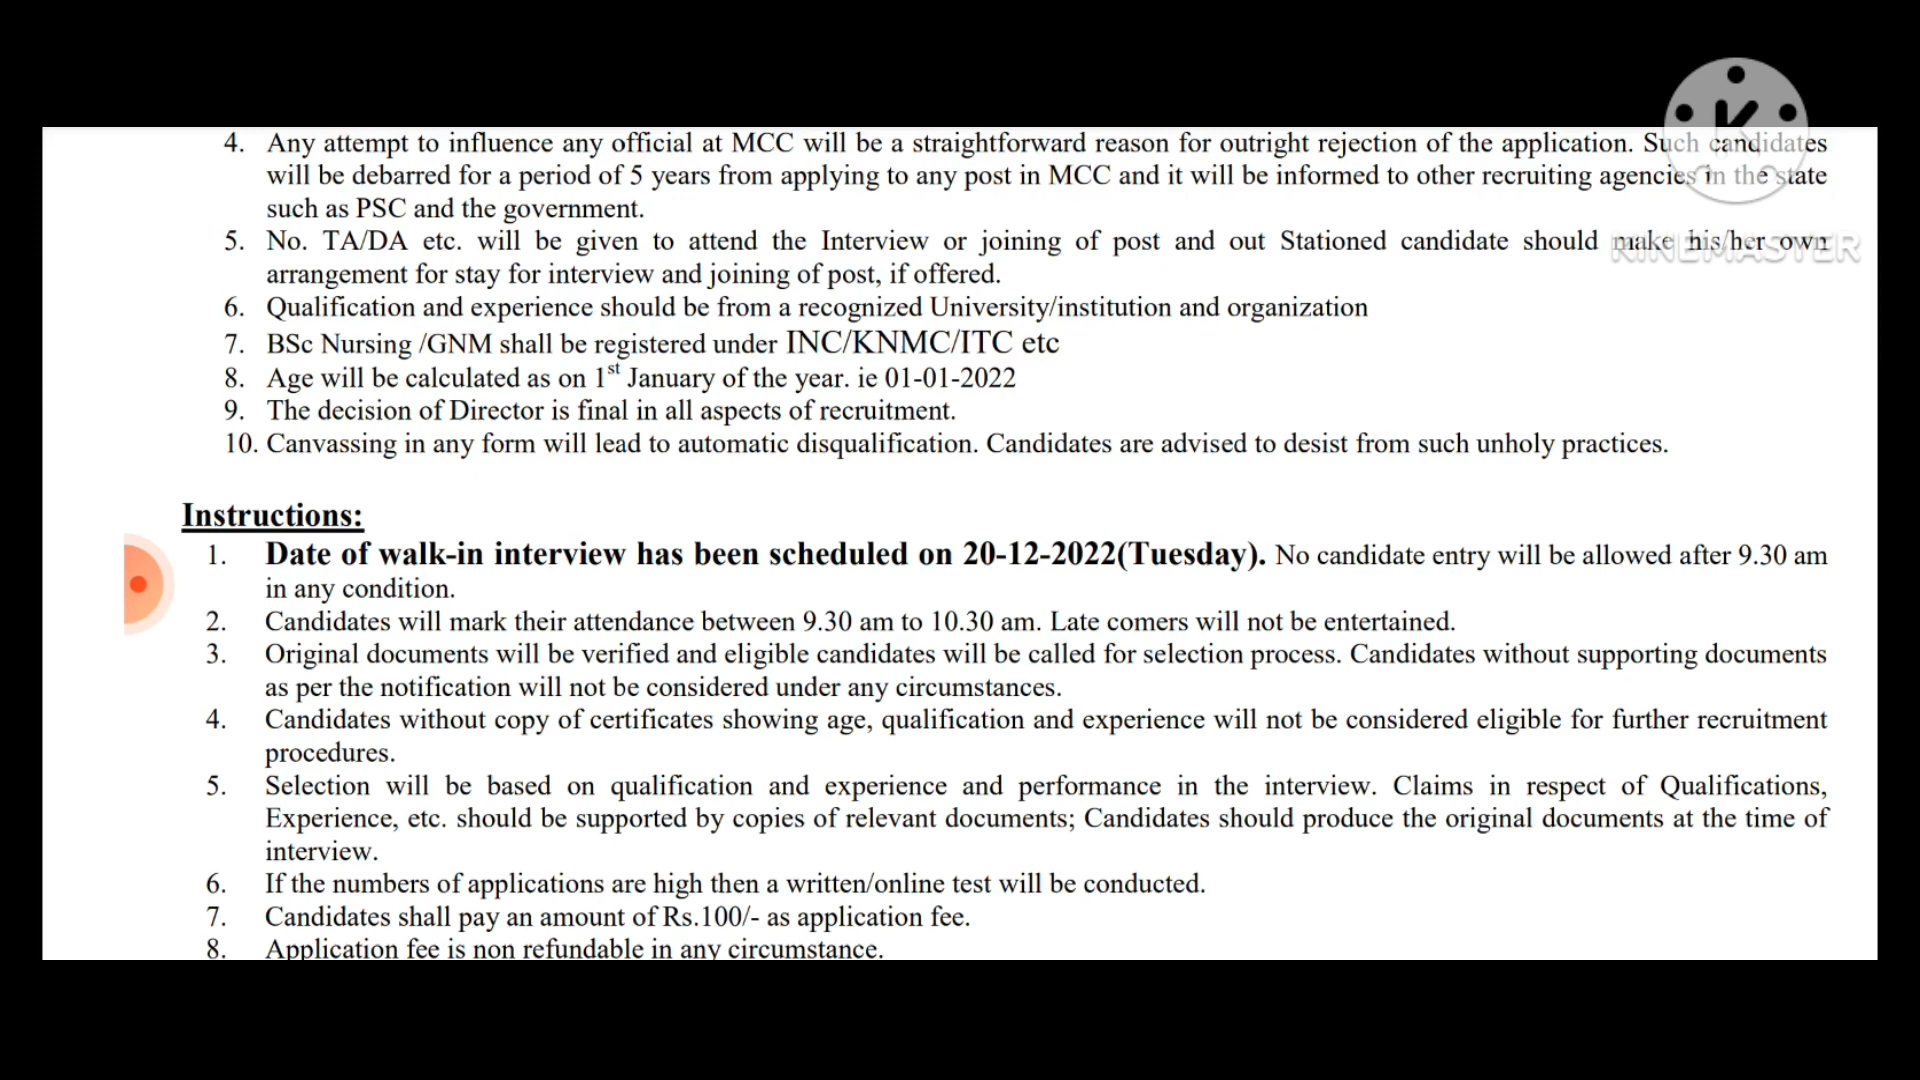 4. Any attempt to influence any official at MCC will be a straightforward reason for outright rejection of the application. Such candidates
will be debarred for a period of 5 years from applying to any post in MCC and it will be informed to other recruiting agencies in the state
such as PSC and the government.
5. No. TA/DA etc. will be given to attend the Interview or joining of post and out Stationed candidate should make his/her own
arrangement for stay for interview and joining of post, if offered.
KINEMASTER
6. Qualification and experience should be from a recognized University/institution and organization
7. BSc Nursing /GNM shall be registered under INC/KNMC/ITC etc
8. Age will be calculated as on 1st January of the year. ie 01-01-2022
9. The decision of Director is final in all aspects of recruitment.
10. Canvassing in any form will lead to automatic disqualification. Candidates are advised to desist from such unholy practices.
Instructions:
1. Date of walk-in interview has been scheduled on 20-12-2022(Tuesday). No candidate entry will be allowed after 9.30 am
in any condition.
2. Candidates will mark their attendance between 9.30 am to 10.30 am. Late comers will not be entertained.
3. Original documents will be verified and eligible candidates will be called for selection process. Candidates without supporting documents
as per the notification will not be considered under any circumstances.
4. Candidates without copy of certificates showing age, qualification and experience will not be considered eligible for further recruitment
procedures.
5. Selection will be based on qualification and experience and performance in the interview. Claims in respect of Qualifications,
Experience, etc. should be supported by copies of relevant documents; Candidates should produce the original documents at the time of
interview.
6. If the numbers of applications are high then a written/online test will be conducted.
7. Candidates shall pay an amount of Rs.100/- as application fee.
8. Application fee is non refundable in any circumstance.